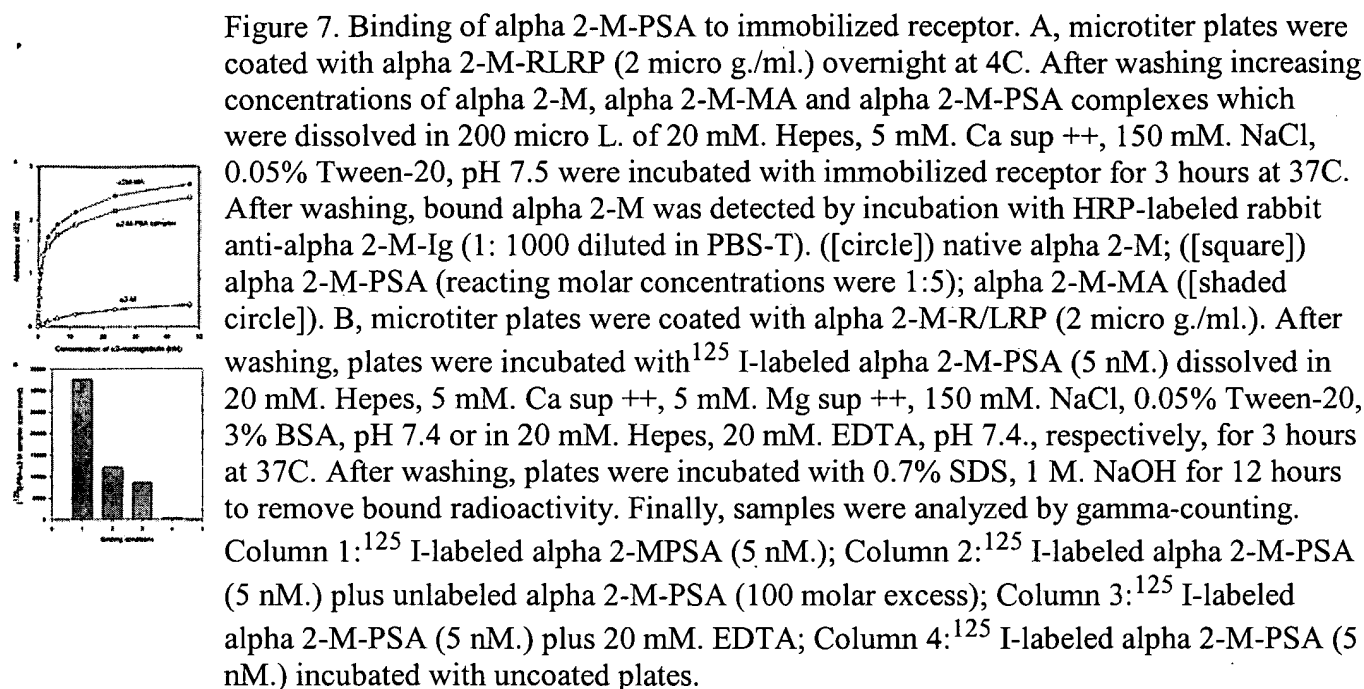 Figure 7. Binding of alpha 2-M-PSA to immobilized receptor. A, microtiter plates were
coated with alpha 2-M-RLRP (2 micro g./ml.) overnight at 4C. After washing increasing
concentrations of alpha 2-M, alpha 2-M-MA and alpha 2-M-PSA complexes which
were dissolved in 200 micro L. of 20 mM. Hepes, 5 mM. Ca sup ++, 150 mM. NaCl,
0.05% Tween-20, pH 7.5 were incubated with immobilized receptor for 3 hours at 37C.
After washing, bound alpha 2-M was detected by incubation with HRP-labeled rabbit
anti-alpha 2-M-Ig (1: 1000 diluted in PBS-T). ([circle]) native alpha 2-M; ([square])
alpha 2-M-PSA (reacting molar concentrations were 1:5); alpha 2-M-MA ([shaded
circle]). B, microtiter plates were coated with alpha 2-M-R/LRP (2 micro g./ml.). After
washing, plates were incubated with 125 I-labeled alpha 2-M-PSA (5 nM.) dissolved in
20 mM. Hepes, 5 mM. Ca sup ++, 5 mM. Mg sup ++, 150 mM. NaCl, 0.05% Tween-20,
3% BSA, pH 7.4 or in 20 mM. Hepes, 20 mM. EDTA, pH 7.4., respectively, for 3 hours
at 37C. After washing, plates were incubated with 0.7% SDS, 1 M. NaOH for 12 hours
to remove bound radioactivity. Finally, samples were analyzed by gamma-counting.
Column 1: 125 I-labeled alpha 2-MPSA (5 nM.); Column 2: 125 I-labeled alpha 2-M-PSA
(5 nM.) plus unlabeled alpha 2-M-PSA (100 molar excess); Column 3: 125 I-labeled
alpha 2-M-PSA (5 nM.) plus 20 mM. EDTA; Column 4: 125 I-labeled alpha 2-M-PSA (5
nM.) incubated with uncoated plates.
α2M-MA
α2-M-PSA complex
α2-M
Concentration of α2-macroglobulin (nM)
Binding conditions